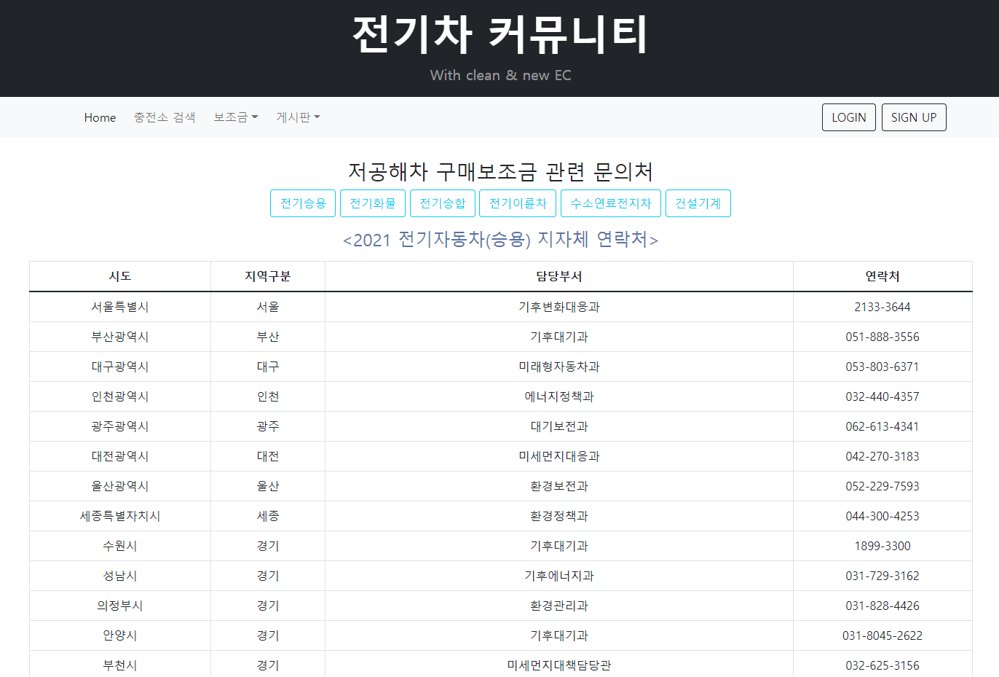 전기차 커뮤니티
With clean & new EC
Home 충전소 검색 보조금 게시판 LOGIN SIGN UP
저공해차 구매보조금 관련 문의처
전기승용 전기화물 전기승합 전기이륜차 수소연료전지차 건설기계
<2021 전기자동차(승용) 지자체 연락처>
시도 지역구분 담당부서 연락처
서울특별시 서울 기후변화대응과 2133-3644
부산광역시 부산 기후대기과 051-888-3556
대구광역시 대구 미래형자동차과 053-803-6371
인천광역시 인천 에너지정책과 032-440-4357
광주광역시 광주 대기보전과 062-613-4341
대전광역시 대전 미세먼지대응과 042-270-3183
울산광역시 울산 환경보전과 052-229-7593
세종특별자치시 세종 환경정책과 044-300-4253
수원시 경기 기후대기과 1899-3300
성남시 경기 기후에너지과 031-729-3162
의정부시 경기 환경관리과 031-828-4426
안양시 경기 기후대기과 031-8045-2622
부천시 경기 미세먼지대책담당관 032-625-3156